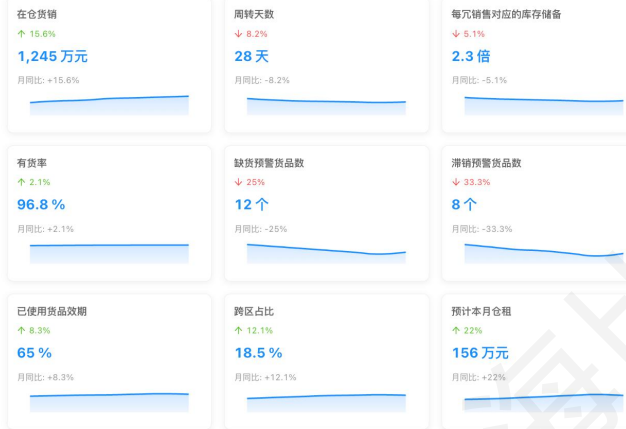 在仓货销
↑ 15.6%
1,245 万元
月同比: +15.6%
周转天数
↓ 8.2%
28 天
月同比: -8.2%
每冗销售对应的库存储备
↓ 5.1%
2.3 倍
月同比: -5.1%
有货率
↑ 2.1%
96.8 %
月同比: +2.1%
缺货预警货品数
↓ 25%
12 个
月同比: -25%
滞销预警货品数
↓ 33.3%
8 个
月同比: -33.3%
已使用货品效期
↑ 8.3%
65 %
月同比: +8.3%
跨区占比
↑ 12.1%
18.5 %
月同比: +12.1%
预计本月仓租
↑ 22%
156 万元
月同比: +22%